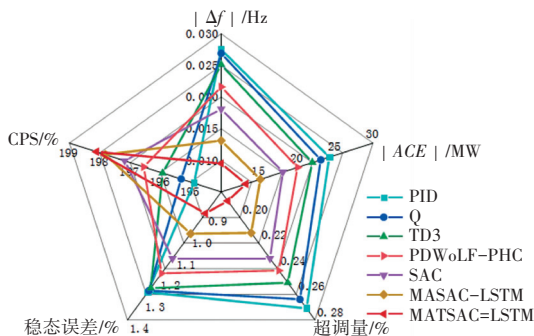 | Δf | /Hz
0.030
0.025
0.020
0.015
0.010
CPS/%
199
198
197
196
195
30
25
20
15
| ACE | /MW
0.20
0.22
0.24
0.26
0.28
超调量/%
0.9
1.0
1.1
1.2
1.3
1.4
稳态误差/%
PID
Q
TD3
PDWoLF-PHC
SAC
MASAC-LSTM
MATSAC=LSTM